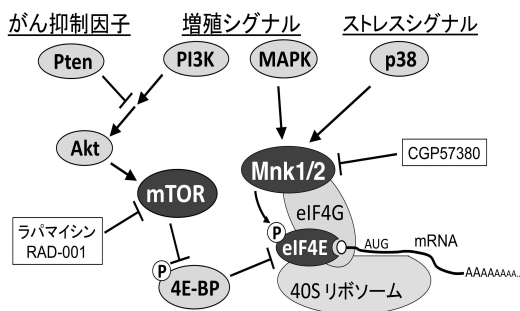 がん抑制因子
増殖シグナル
ストレスシグナル
Pten
PI3K
MAPK
p38
Akt
Mnk1/2
CGP57380
mTOR
eIF4G
ラパマイシン
RAD-001
P
eIF4E
AUG
mRNA
P
4E-BP
40S リボソーム
AAAAAAAA...